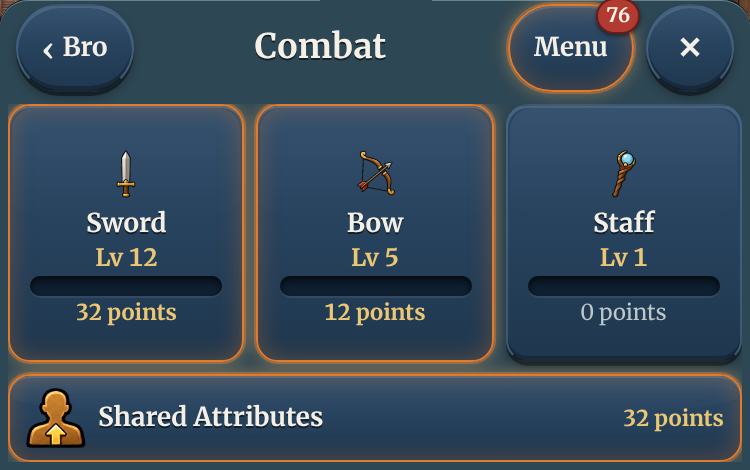 ‹ Bro
Combat
Menu
76
✕
Sword
Lv 12
32 points
Bow
Lv 5
12 points
Staff
Lv 1
0 points
Shared Attributes
32 points